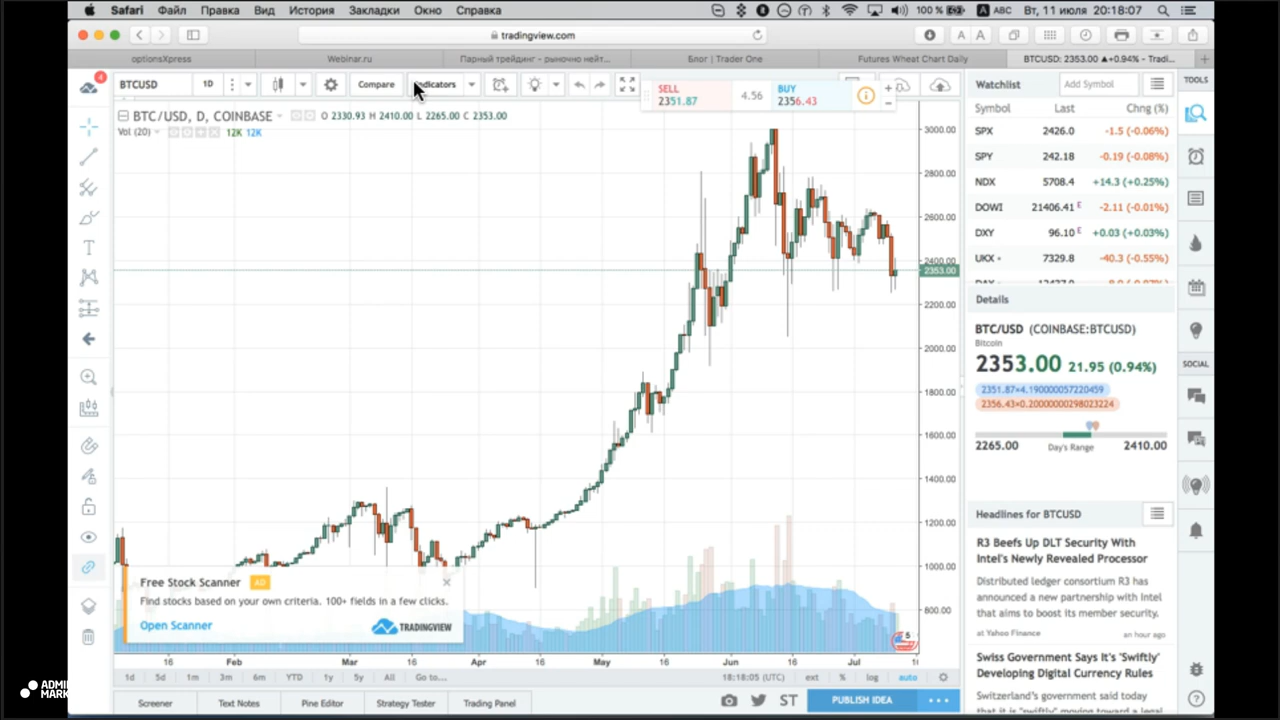 Safari Файл Правка Вид История Закладки Окно Справка 100 % A ABC Вт, 11 июля 20:18:07
tradingview.com
optionsXpress Webinar.ru Парный трейдинг - рыночно нейт... Блог | Trader One Futures Wheat Chart Daily BTCUSD: 2353.00 ▲+0.94% - Tradi...
4
BTCUSD 1D Compare Indicators
SELL
2351.87
4.56
BUY
2356.43
BTC/USD, D, COINBASE O 2330.93 H 2410.00 L 2265.00 C 2353.00
Vol (20) 12K 12K
3000.00
2800.00
2600.00
2400.00
2353.00
2200.00
2000.00
1800.00
1600.00
1400.00
1200.00
1000.00
800.00
Free Stock Scanner AD
Find stocks based on your own criteria. 100+ fields in a few clicks.
Open Scanner TRADINGVIEW
5
16 Feb Mar 16 Apr 16 May 16 Jun 16 Jul
1d 5d 1m 3m 6m YTD 1y 5y All Go to... 18:18:05 (UTC) ext % log auto
Screener Text Notes Pine Editor Strategy Tester Trading Panel ST PUBLISH IDEA
Watchlist Add Symbol
Symbol Last Chng (%)
SPX 2426.0 -1.5 (-0.06%)
SPY 242.18 -0.19 (-0.08%)
NDX 5708.4 +14.3 (+0.25%)
DOWI 21406.41 E -2.11 (-0.01%)
DXY 96.10 E +0.03 (+0.03%)
UKX 7329.8 -40.3 (-0.55%)
Details
BTC/USD (COINBASE:BTCUSD)
Bitcoin
2353.00 21.95 (0.94%)
2351.87×4.190000057220459
2356.43×0.20000000298023224
2265.00 Day's Range 2410.00
Headlines for BTCUSD
R3 Beefs Up DLT Security With
Intel's Newly Revealed Processor
Distributed ledger consortium R3 has
announced a new partnership with Intel
that aims to boost its member security.
at Yahoo Finance an hour ago
Swiss Government Says It's 'Swiftly'
Developing Digital Currency Rules
Switzerland's government said today
TOOLS
SOCIAL
ADMI
MARK